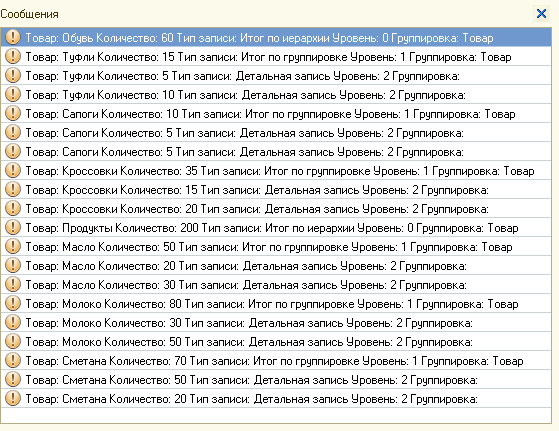 Сообщения
Товар: Обувь Количество: 60 Тип записи: Итог по иерархии Уровень: 0 Группировка: Товар
Товар: Туфли Количество: 15 Тип записи: Итог по группировке Уровень: 1 Группировка: Товар
Товар: Туфли Количество: 5 Тип записи: Детальная запись Уровень: 2 Группировка:
Товар: Туфли Количество: 10 Тип записи: Детальная запись Уровень: 2 Группировка:
Товар: Сапоги Количество: 10 Тип записи: Итог по группировке Уровень: 1 Группировка: Товар
Товар: Сапоги Количество: 5 Тип записи: Детальная запись Уровень: 2 Группировка:
Товар: Сапоги Количество: 5 Тип записи: Детальная запись Уровень: 2 Группировка:
Товар: Кроссовки Количество: 35 Тип записи: Итог по группировке Уровень: 1 Группировка: Товар
Товар: Кроссовки Количество: 15 Тип записи: Детальная запись Уровень: 2 Группировка:
Товар: Кроссовки Количество: 20 Тип записи: Детальная запись Уровень: 2 Группировка:
Товар: Продукты Количество: 200 Тип записи: Итог по иерархии Уровень: 0 Группировка: Товар
Товар: Масло Количество: 50 Тип записи: Итог по группировке Уровень: 1 Группировка: Товар
Товар: Масло Количество: 20 Тип записи: Детальная запись Уровень: 2 Группировка:
Товар: Масло Количество: 30 Тип записи: Детальная запись Уровень: 2 Группировка:
Товар: Молоко Количество: 80 Тип записи: Итог по группировке Уровень: 1 Группировка: Товар
Товар: Молоко Количество: 30 Тип записи: Детальная запись Уровень: 2 Группировка:
Товар: Молоко Количество: 50 Тип записи: Детальная запись Уровень: 2 Группировка:
Товар: Сметана Количество: 70 Тип записи: Итог по группировке Уровень: 1 Группировка: Товар
Товар: Сметана Количество: 50 Тип записи: Детальная запись Уровень: 2 Группировка:
Товар: Сметана Количество: 20 Тип записи: Детальная запись Уровень: 2 Группировка: